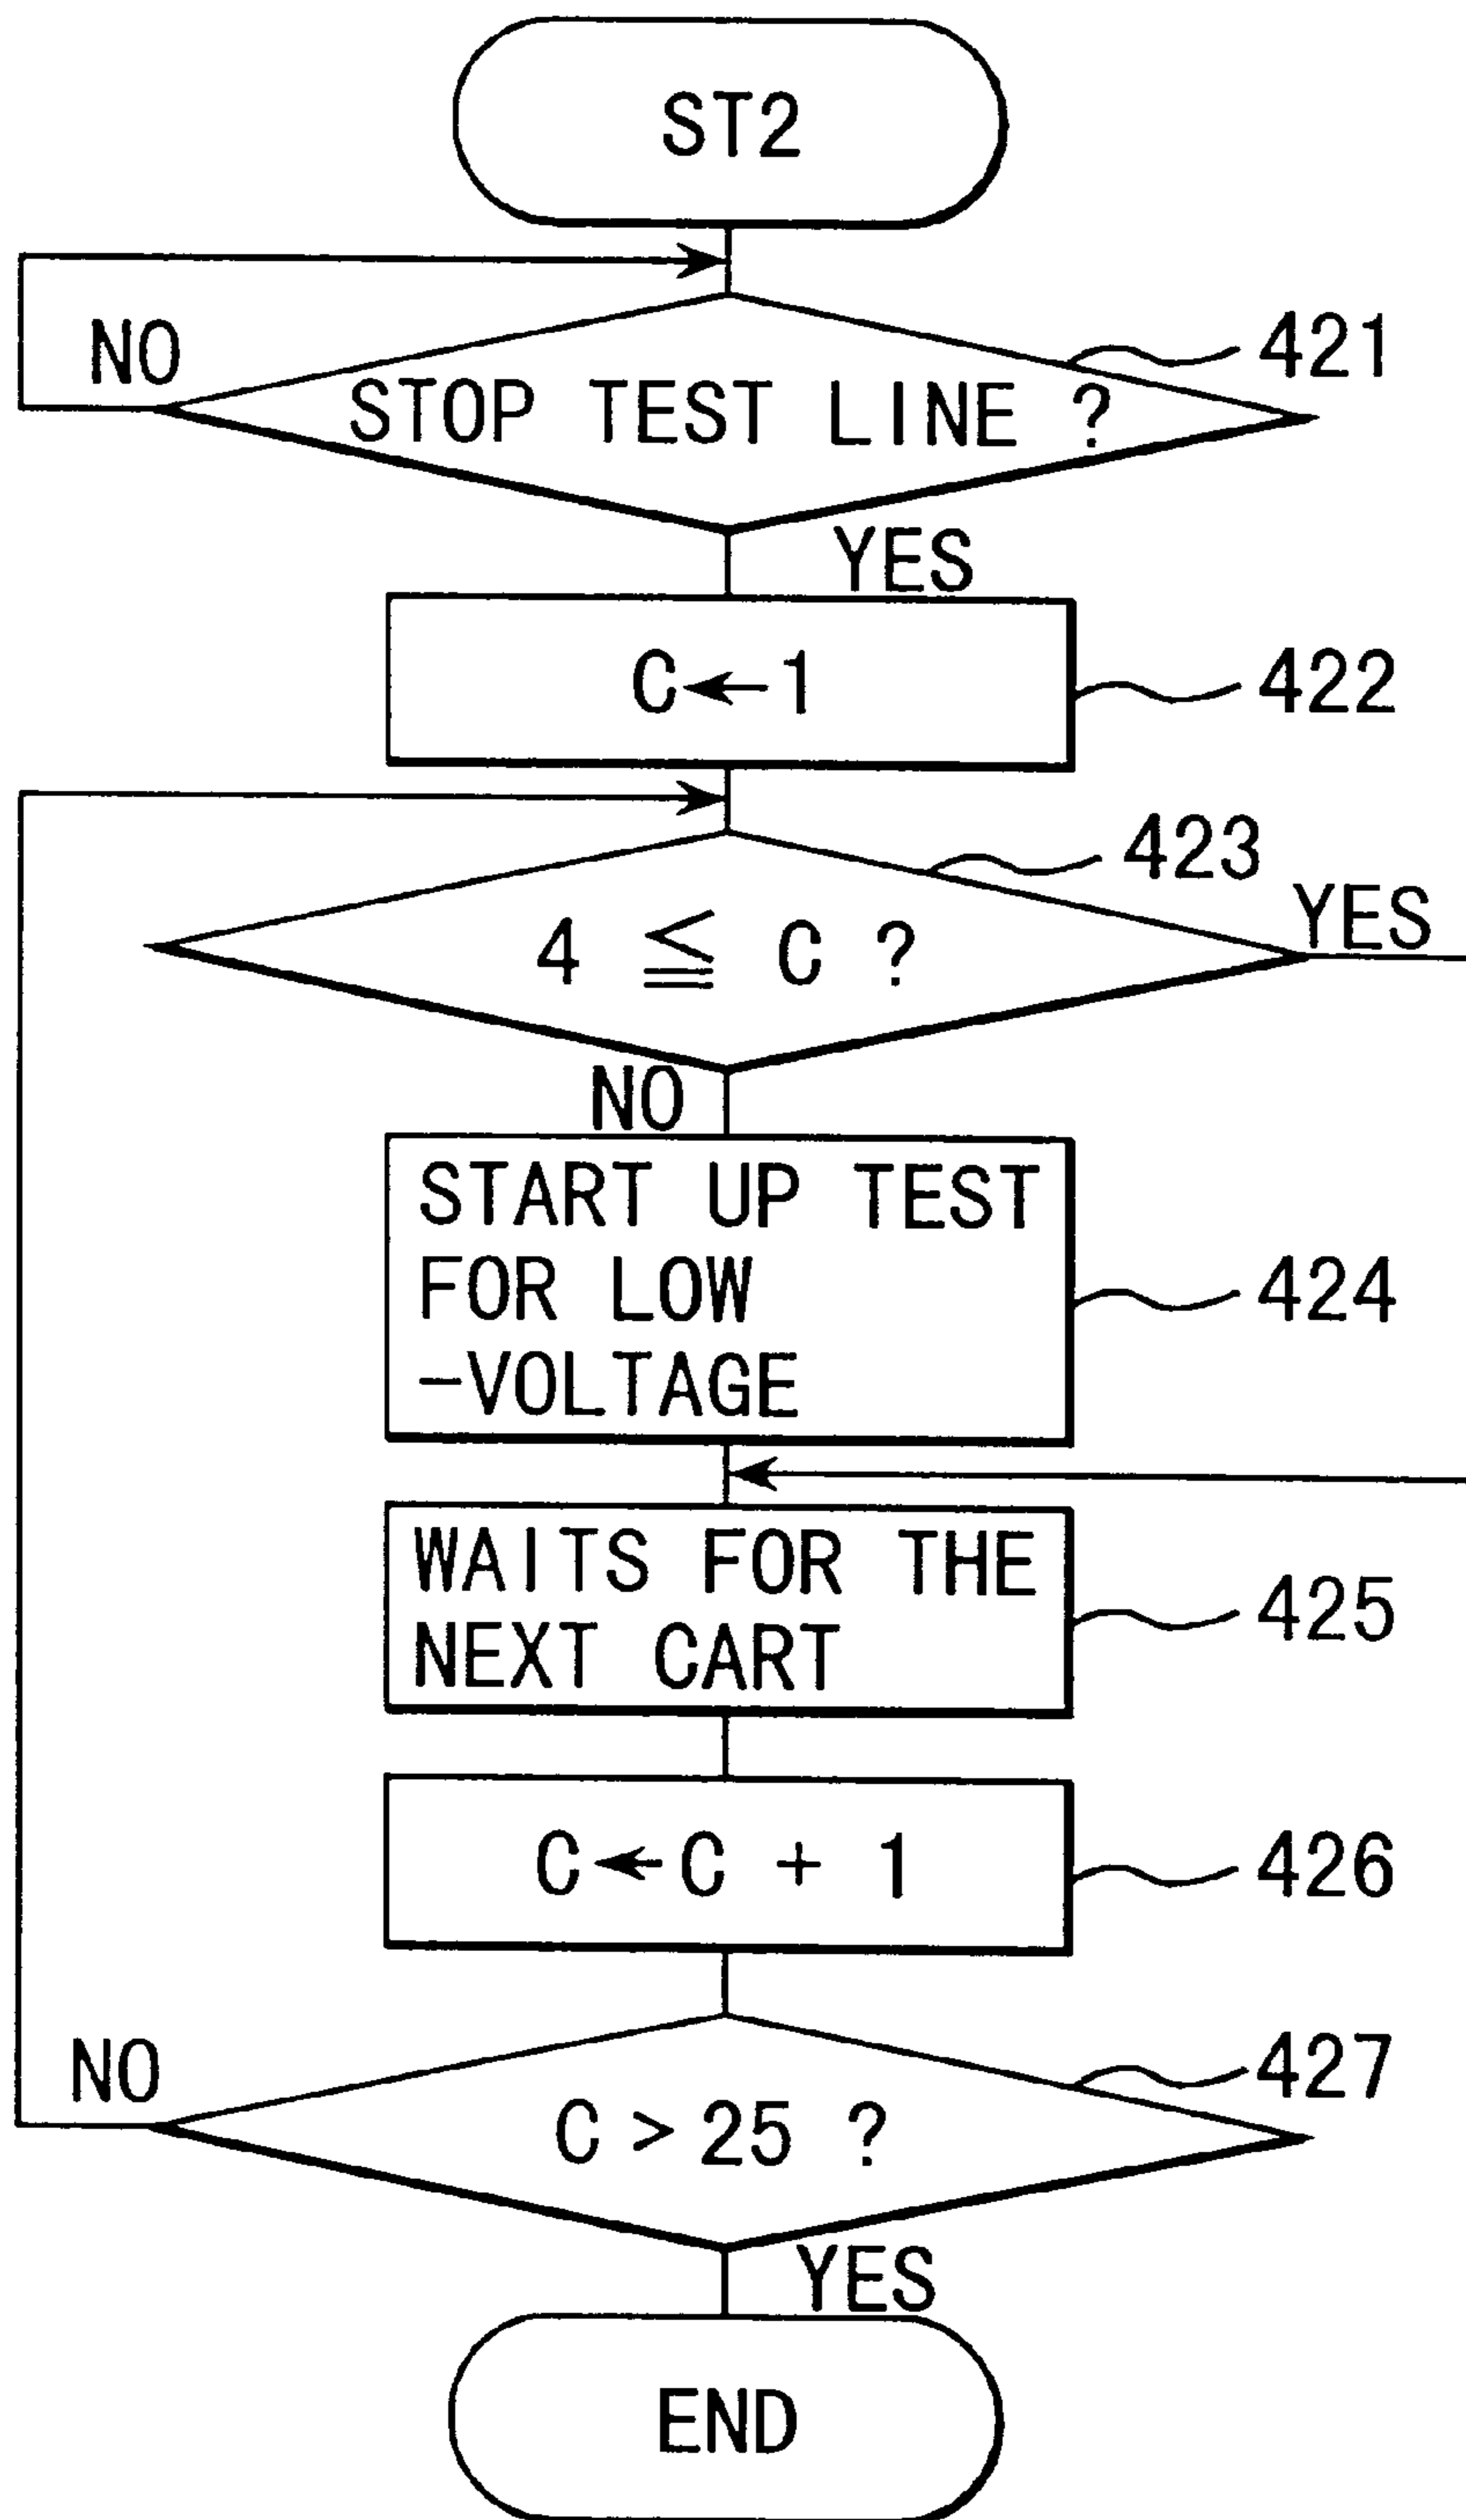 ST2
NO
421
STOP TEST LINE ?
YES
C←1
422
423
YES
4 ≦ C ?
NO
START UP TEST
FOR LOW
-VOLTAGE
424
WAITS FOR THE
NEXT CART
425
C←C + 1
426
NO
427
C > 25 ?
YES
END